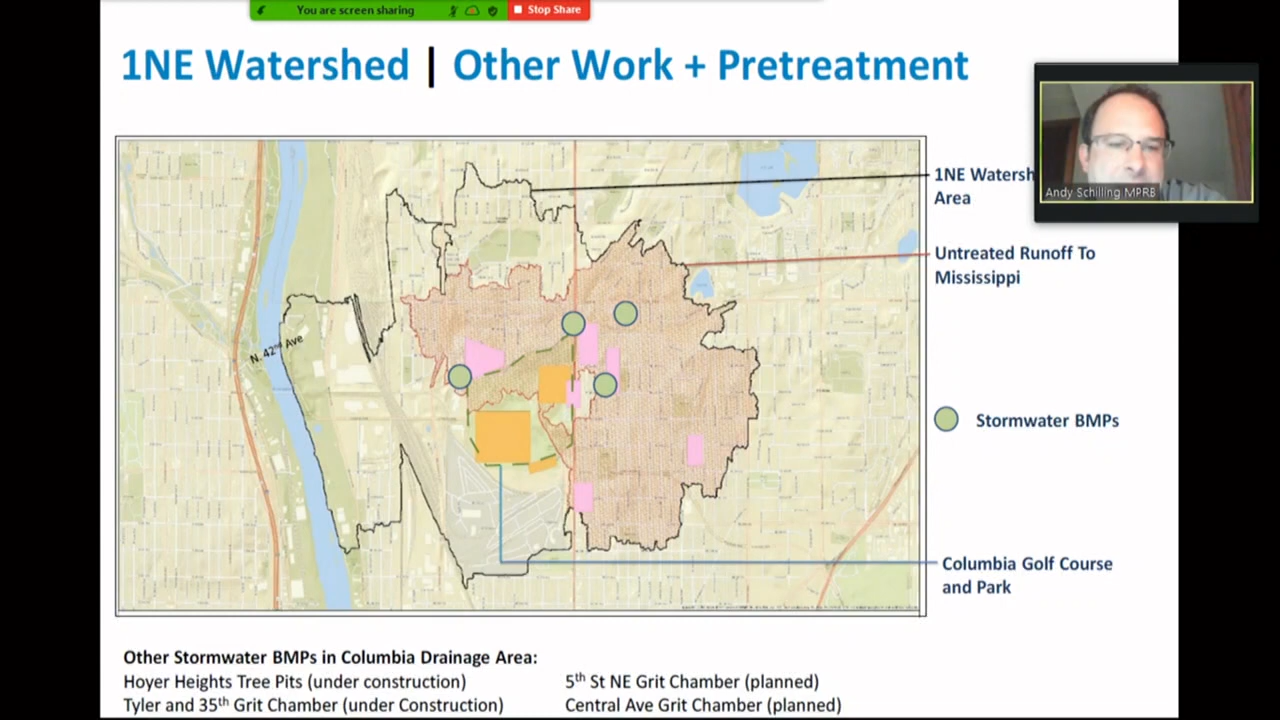 You are screen sharing
Stop Share
1NE Watershed | Other Work + Pretreatment
1NE Watersh
Area
Andy Schilling MPRB
Untreated Runoff To
Mississippi
N. 42nd Ave
Stormwater BMPs
Columbia Golf Course
and Park
Other Stormwater BMPs in Columbia Drainage Area:
Hoyer Heights Tree Pits (under construction)
5th St NE Grit Chamber (planned)
Tyler and 35th Grit Chamber (under Construction)
Central Ave Grit Chamber (planned)